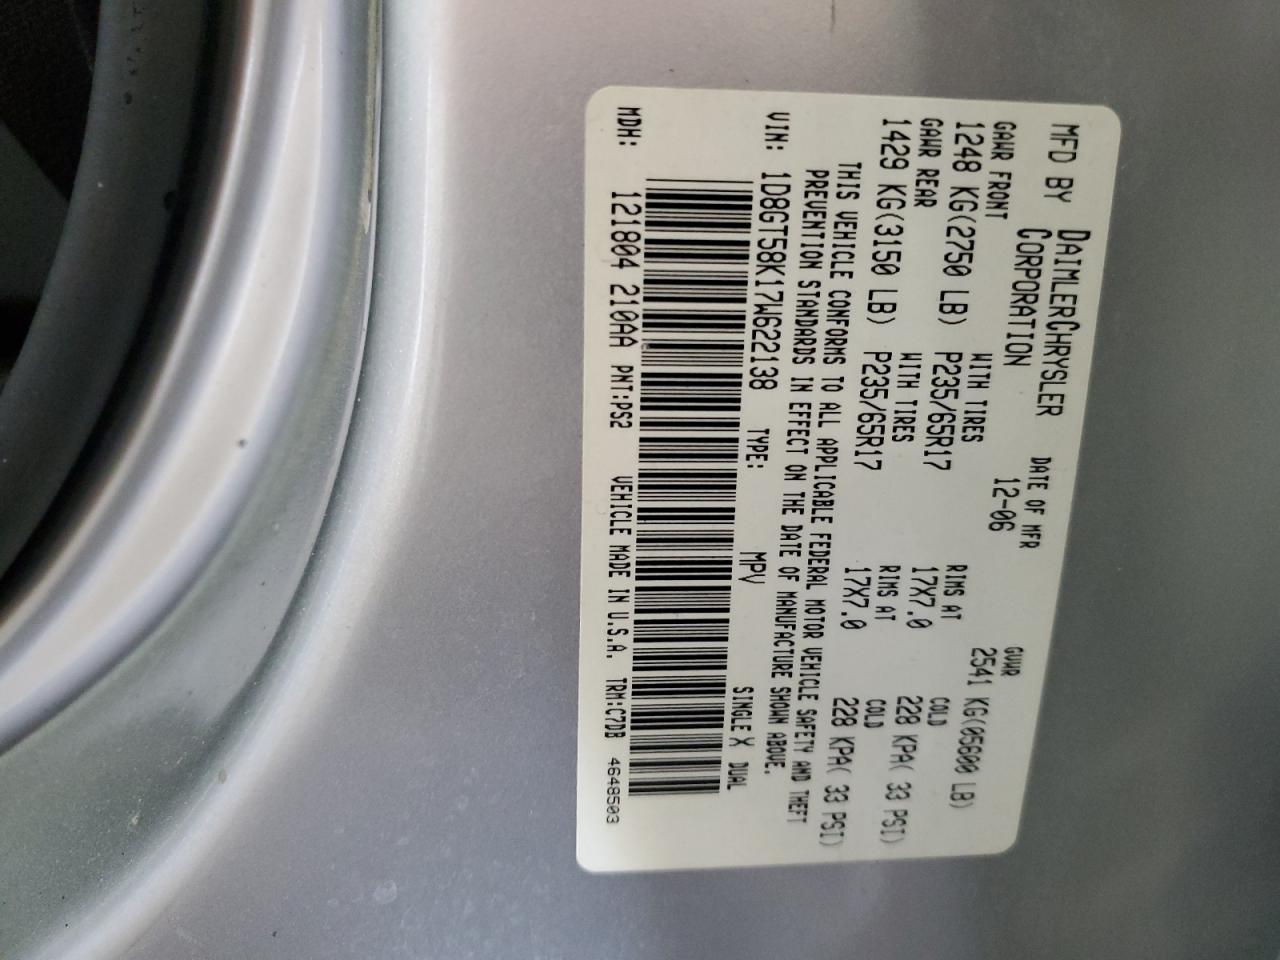 MFD BY DAIMLERCHRYSLER CORPORATION DATE OF MFR 12-06 GVWR 2541 KG(05600 LB)
GAWR FRONT WITH TIRES RIMS AT COLD
1248 KG(2750 LB) P235/65R17 17X7.0 228 KPA( 33 PSI)
GAWR REAR WITH TIRES RIMS AT COLD
1429 KG(3150 LB) P235/65R17 17X7.0 228 KPA( 33 PSI)
THIS VEHICLE CONFORMS TO ALL APPLICABLE FEDERAL MOTOR VEHICLE SAFETY AND THEFT
PREVENTION STANDARDS IN EFFECT ON THE DATE OF MANUFACTURE SHOWN ABOVE.
VIN: 1D8GT58K17W622138 TYPE: MPV SINGLE X DUAL
MDH: 121804 210AA PNT:PS2 VEHICLE MADE IN U.S.A. TRM:C7DB 4648503